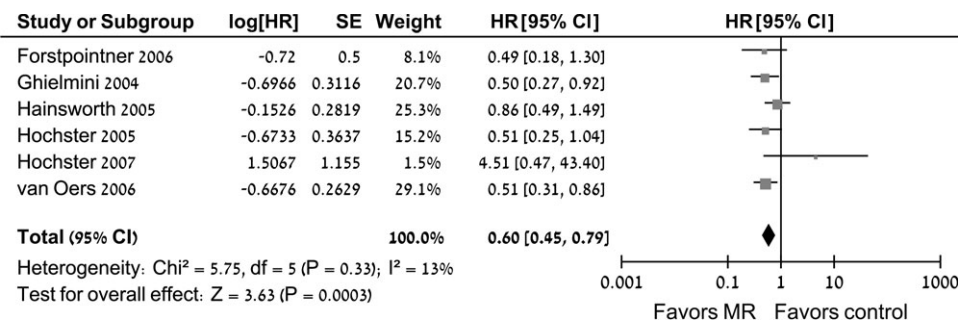 Study or Subgroup log[HR] SE Weight HR [95% CI] HR [95% CI]
Forstpointner 2006 -0.72 0.5 8.1% 0.49 [0.18, 1.30]
Ghielmini 2004 -0.6966 0.3116 20.7% 0.50 [0.27, 0.92]
Hainsworth 2005 -0.1526 0.2819 25.3% 0.86 [0.49, 1.49]
Hochster 2005 -0.6733 0.3637 15.2% 0.51 [0.25, 1.04]
Hochster 2007 1.5067 1.155 1.5% 4.51 [0.47, 43.40]
van Oers 2006 -0.6676 0.2629 29.1% 0.51 [0.31, 0.86]
Total (95% CI) 100.0% 0.60 [0.45, 0.79]
Heterogeneity: Chi² = 5.75, df = 5 (P = 0.33); I² = 13%
Test for overall effect: Z = 3.63 (P = 0.0003)
0.001 0.1 1 10 1000
Favors MR Favors control